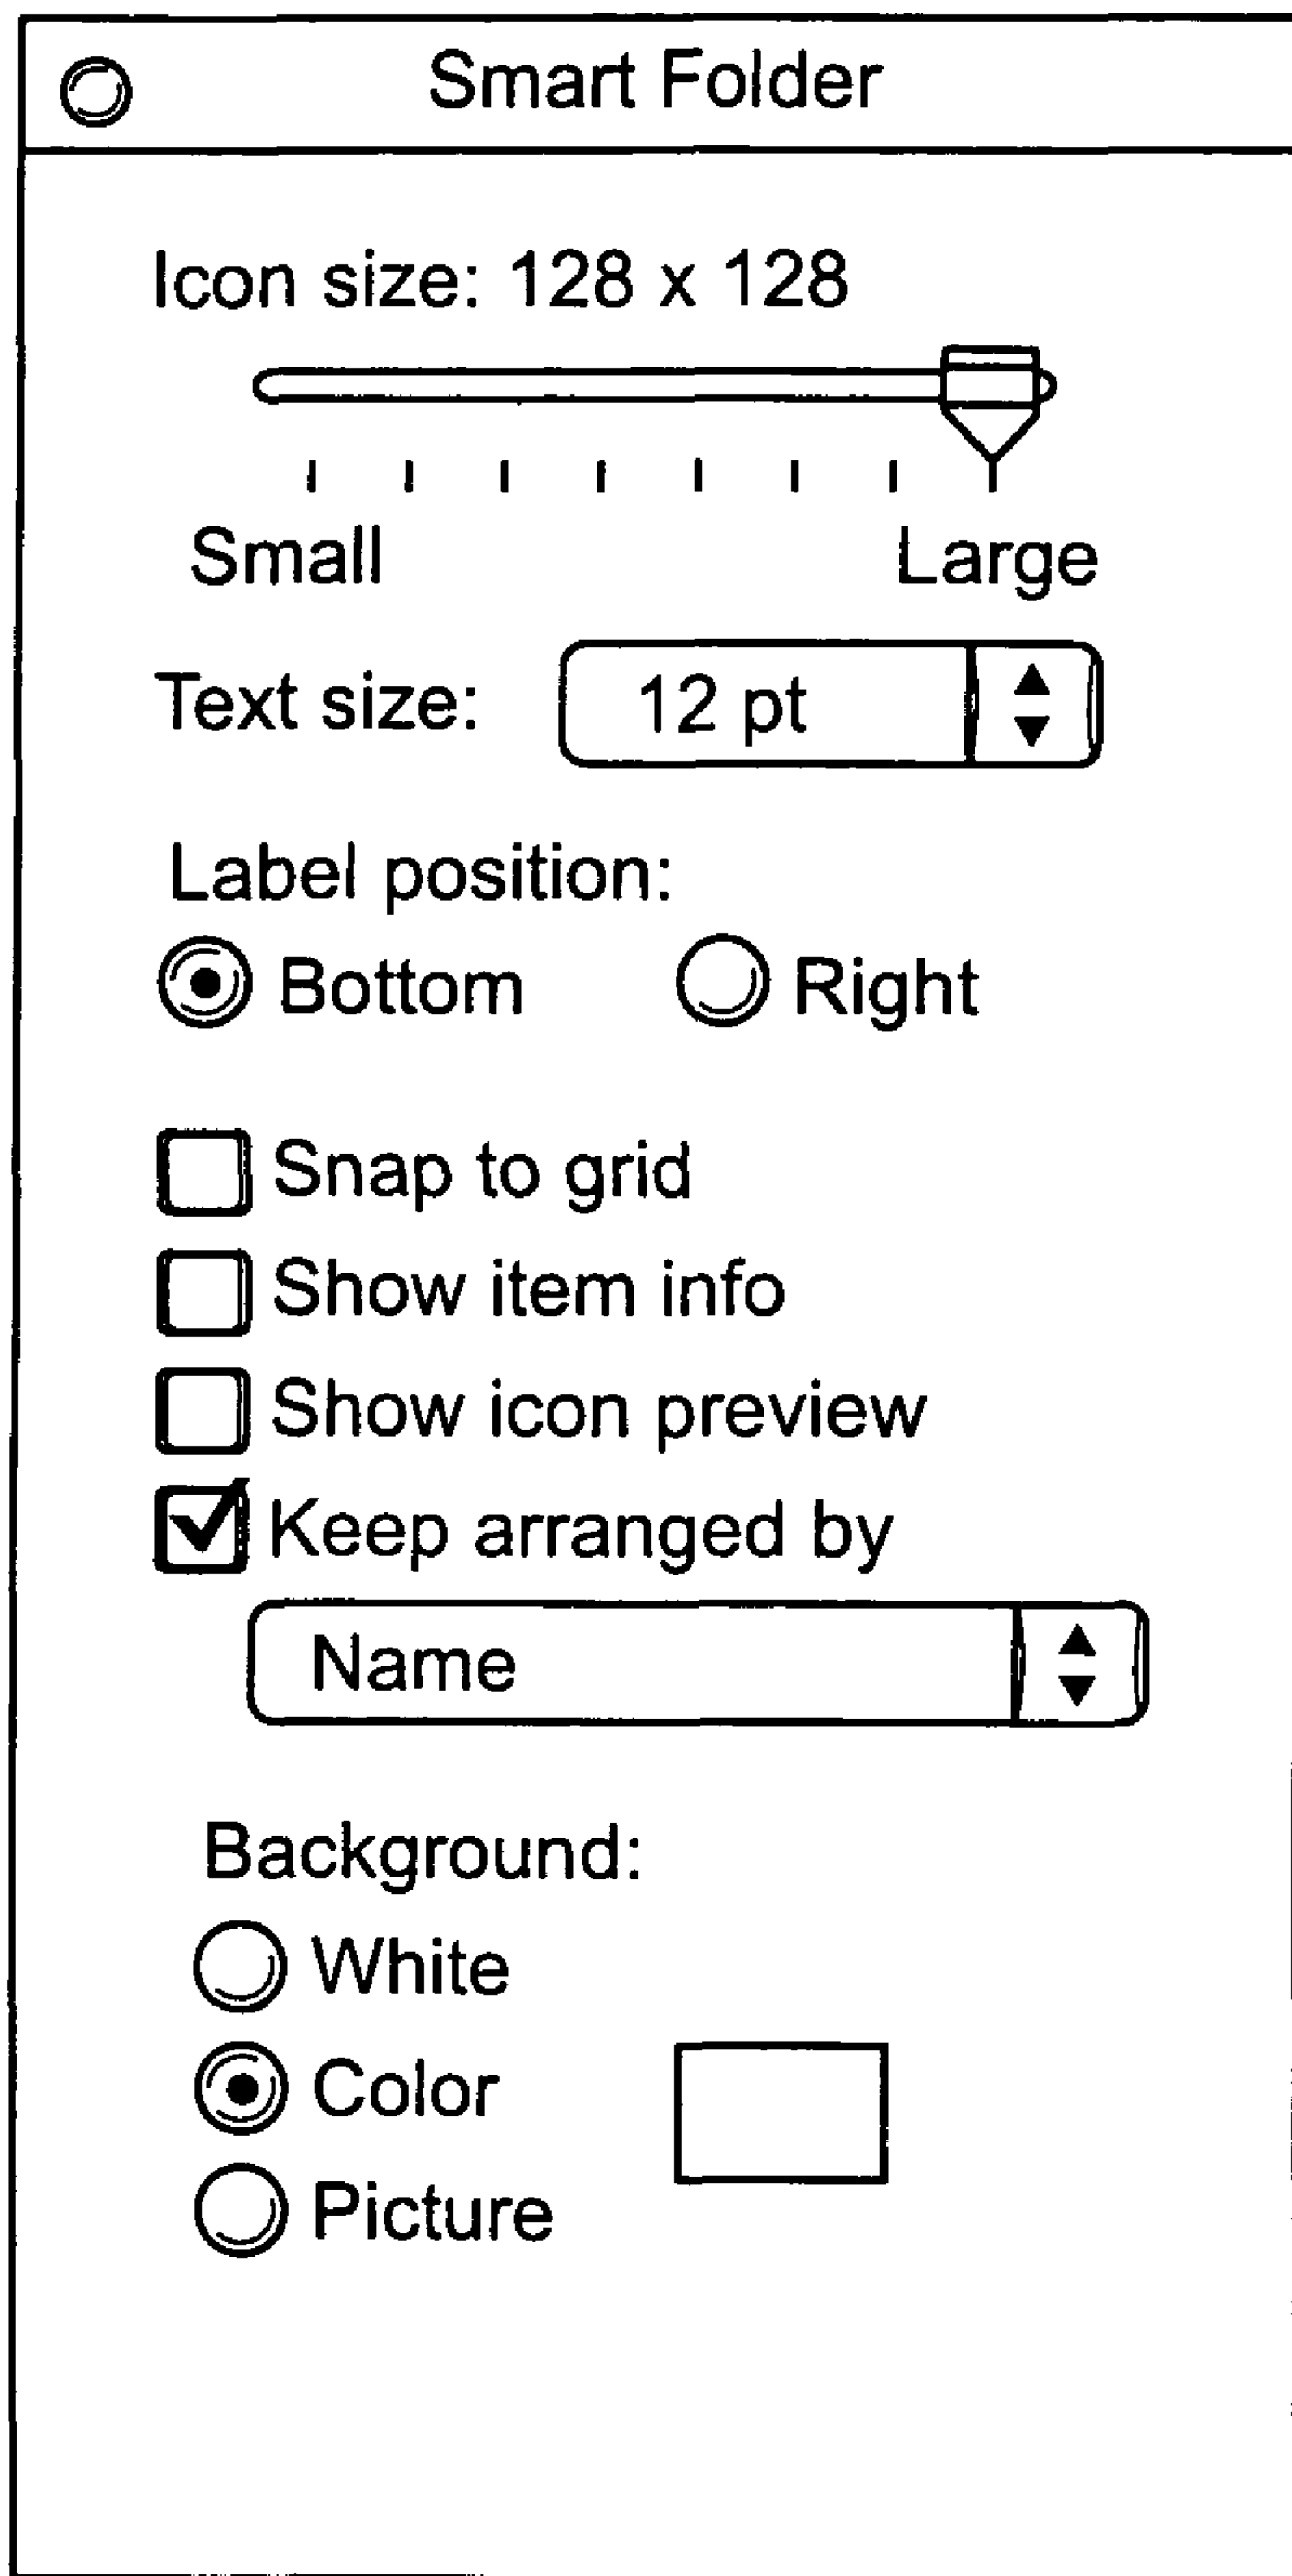 Smart Folder
Icon size: 128 x 128
Small Large
Text size: 12 pt
Label position:
Bottom Right
Snap to grid
Show item info
Show icon preview
Keep arranged by
Name
Background:
White
Color
Picture